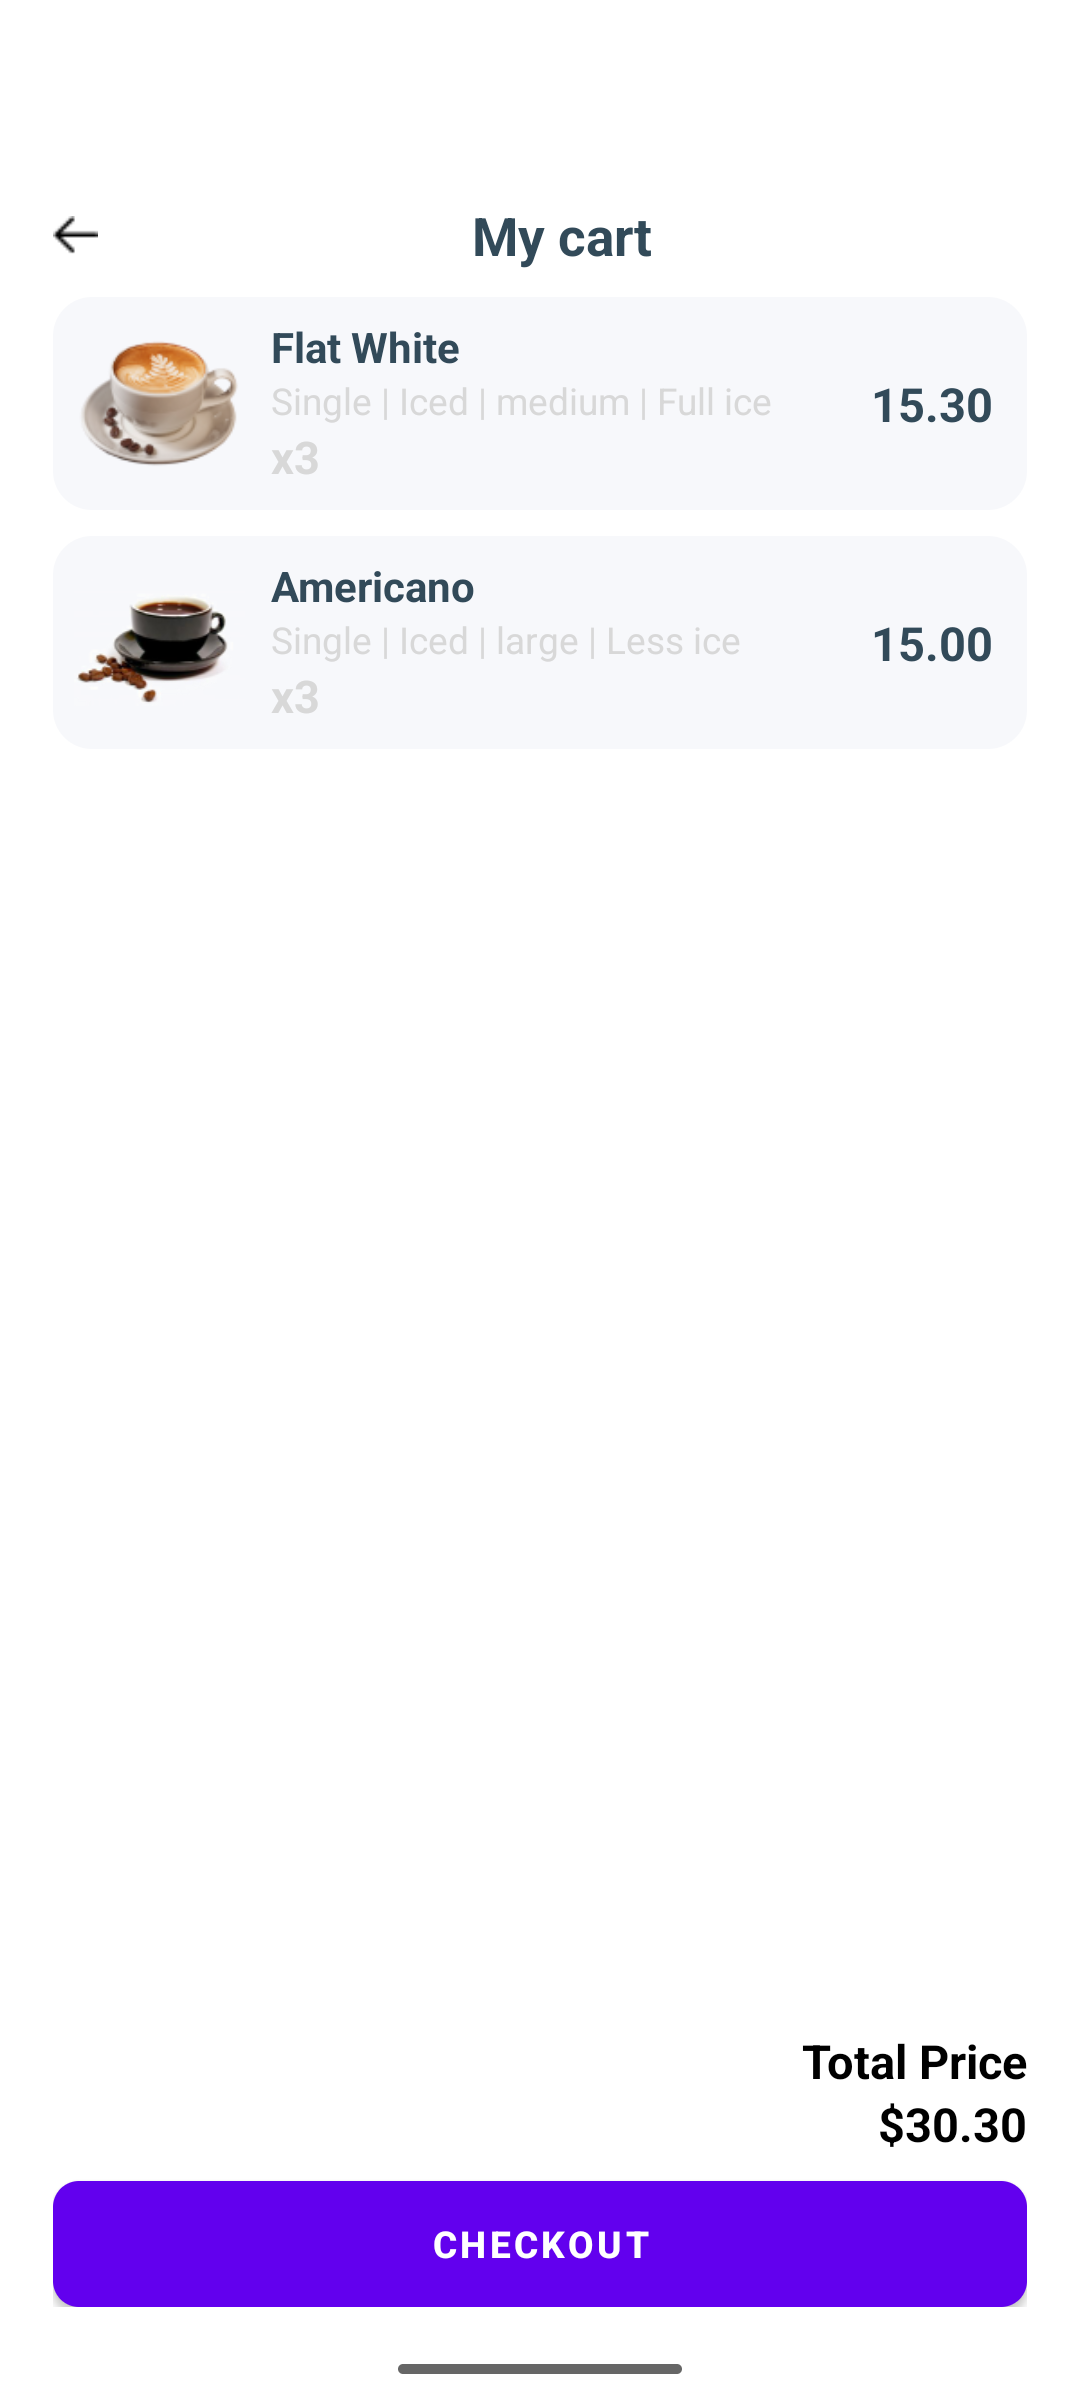 My cart
Flat White
Single | Iced | medium | Full ice
15.30
x3
Americano
Single | Iced | large | Less ice
15.00
x3
Total Price
$30.30
CHECKOUT